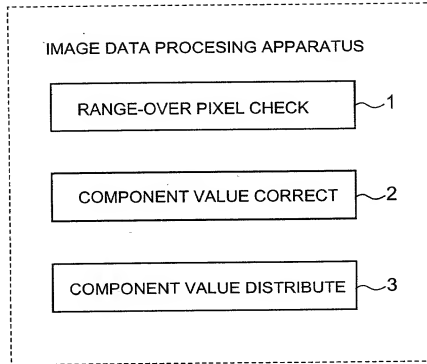 IMAGE DATA PROCESING APPARATUS
RANGE-OVER PIXEL CHECK 1
COMPONENT VALUE CORRECT 2
COMPONENT VALUE DISTRIBUTE 3